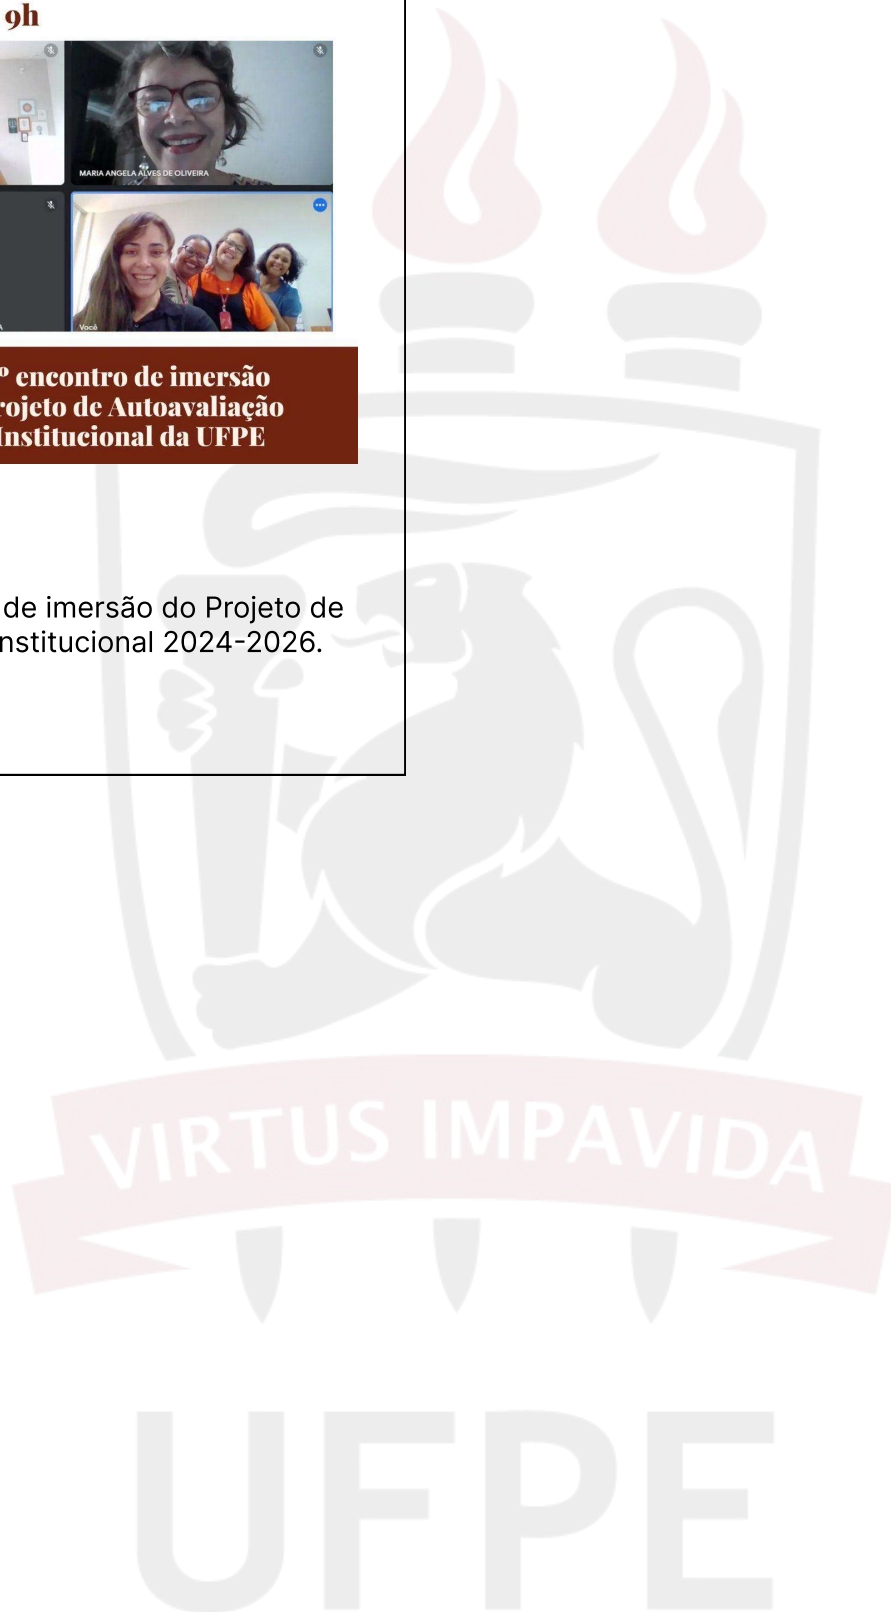 9h
MARIA ANGELA ALVES DE OLIVEIRA
A
Você
º encontro de imersão
rojeto de Autoavaliação
Institucional da UFPE
de imersão do Projeto de
nstitucional 2024-2026.
VIRTUS IMPAVIDA
UFPE